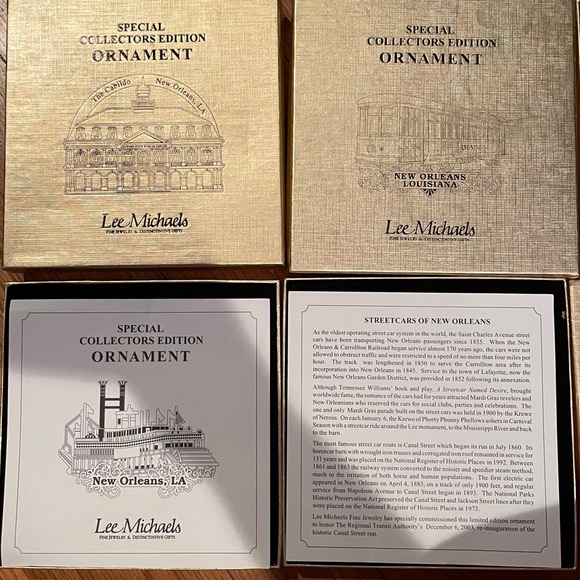 SPECIAL
COLLECTORS EDITION
ORNAMENT
The Cabildo New Orleans, LA
Lee Michaels
FINE JEWELRY & DISTINCTIVE GIFTS
SPECIAL
COLLECTORS EDITION
ORNAMENT
NEW ORLEANS
LOUISIANA
Lee Michaels
FINE JEWELRY & DISTINCTIVE GIFTS
SPECIAL
COLLECTORS EDITION
ORNAMENT
New Orleans, LA
Lee Michaels
FINE JEWELRY & DISTINCTIVE GIFTS
STREETCARS OF NEW ORLEANS
As the oldest operating street car system in the world, the Saint Charles Avenue street
cars have been transporting New Orleans passengers since 1835. When the New
Orleans & Carrollton Railroad began service almost 170 years ago, the cars were not
allowed to obstruct traffic and were restricted to a speed of no more than four miles per
hour. The track was lengthened in 1850 to serve the Carrollton area after its
incorporation into New Orleans in 1845. Service to the town of Lafayette, now the
famous New Orleans Garden District, was provided in 1852 following its annexation.
Although Tennessee Williams' book and play, A Streetcar Named Desire, brought
worldwide fame, the romance of the cars had for years attracted Mardi Gras revelers and
New Orleanians who reserved the cars for social clubs, parties and celebrations. The
one and only Mardi Gras parade built on the street cars was held in 1900 by the Krewe
of Nereus. On each January 6, the Krewe of Phorty Phunny Phellows ushers in Carnival
Season with a streetcar ride around the Lee monument, to the Mississippi River and back
to the barn.
The most famous street car route is Canal Street which began its run in July 1860. Its
horsecar barn with wrought iron trusses and corrugated iron roof remained in service for
131 years and was placed on the National Register of Historic Places in 1992. Between
1861 and 1863 the railway system converted to the noisier and speedier steam method,
much to the irritation of both horse and human populations. The first electric car
appeared in New Orleans on April 4, 1885, on a track of only 1900 feet, and regular
service from Napoleon Avenue to Canal Street began in 1893. The National Parks
Historic Preservation Act preserved the Canal Street and Jackson Street lines after they
were placed on the National Register of Historic Places in 1973.
Lee Michaels Fine Jewelry has specially commissioned this limited edition ornament
to honor The Regional Transit Authority's December 6, 2003, re-inauguration of the
historic Canal Street run.